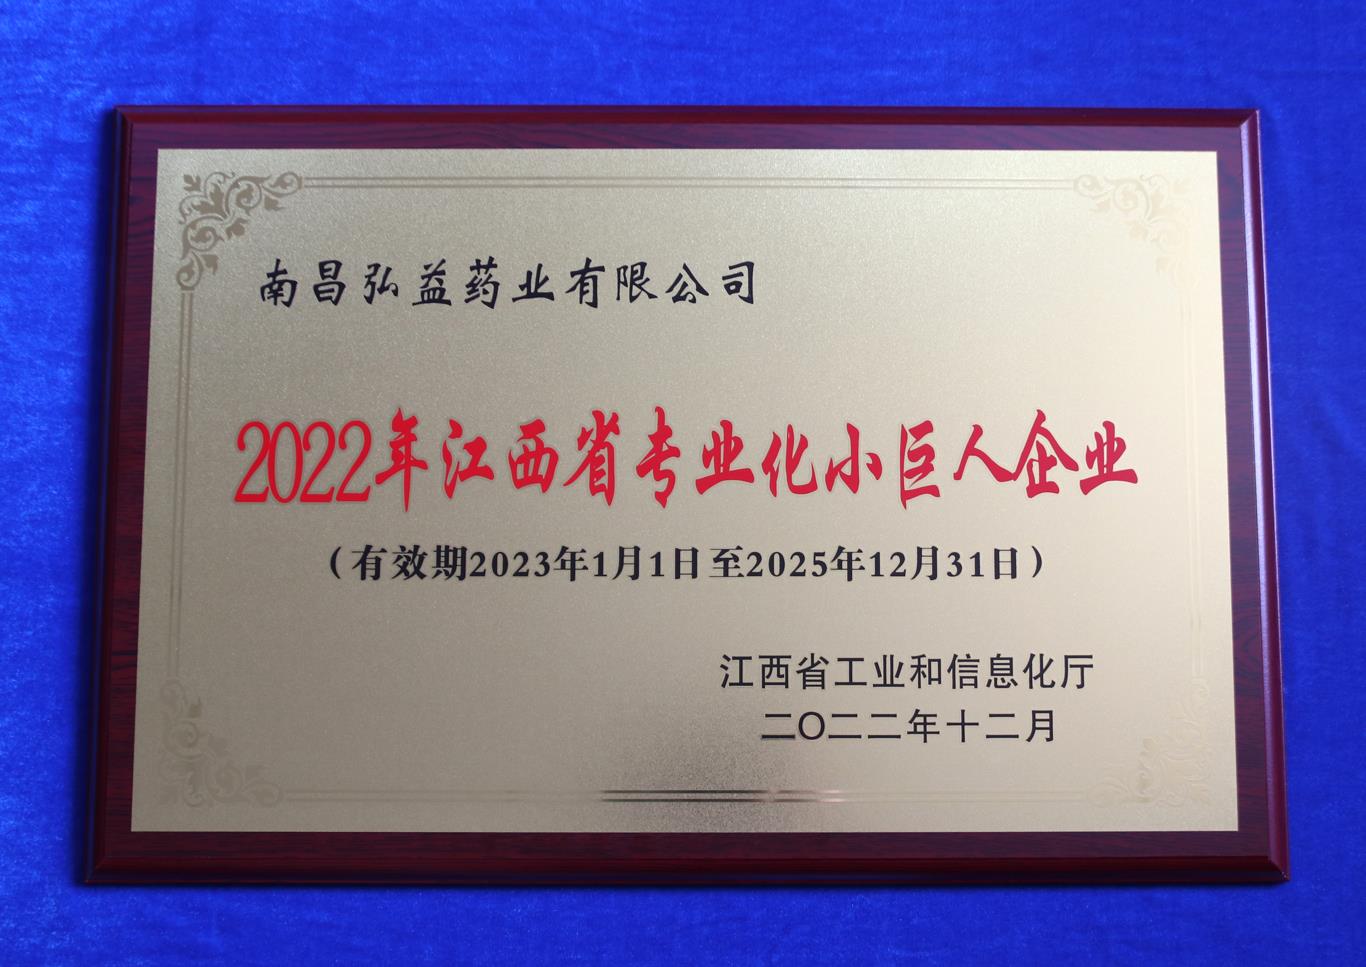 南昌弘益药业有限公司
2022年江西省专业化小巨人企业
（有效期2023年1月1日至2025年12月31日）
江西省工业和信息化厅
二〇二二年十二月